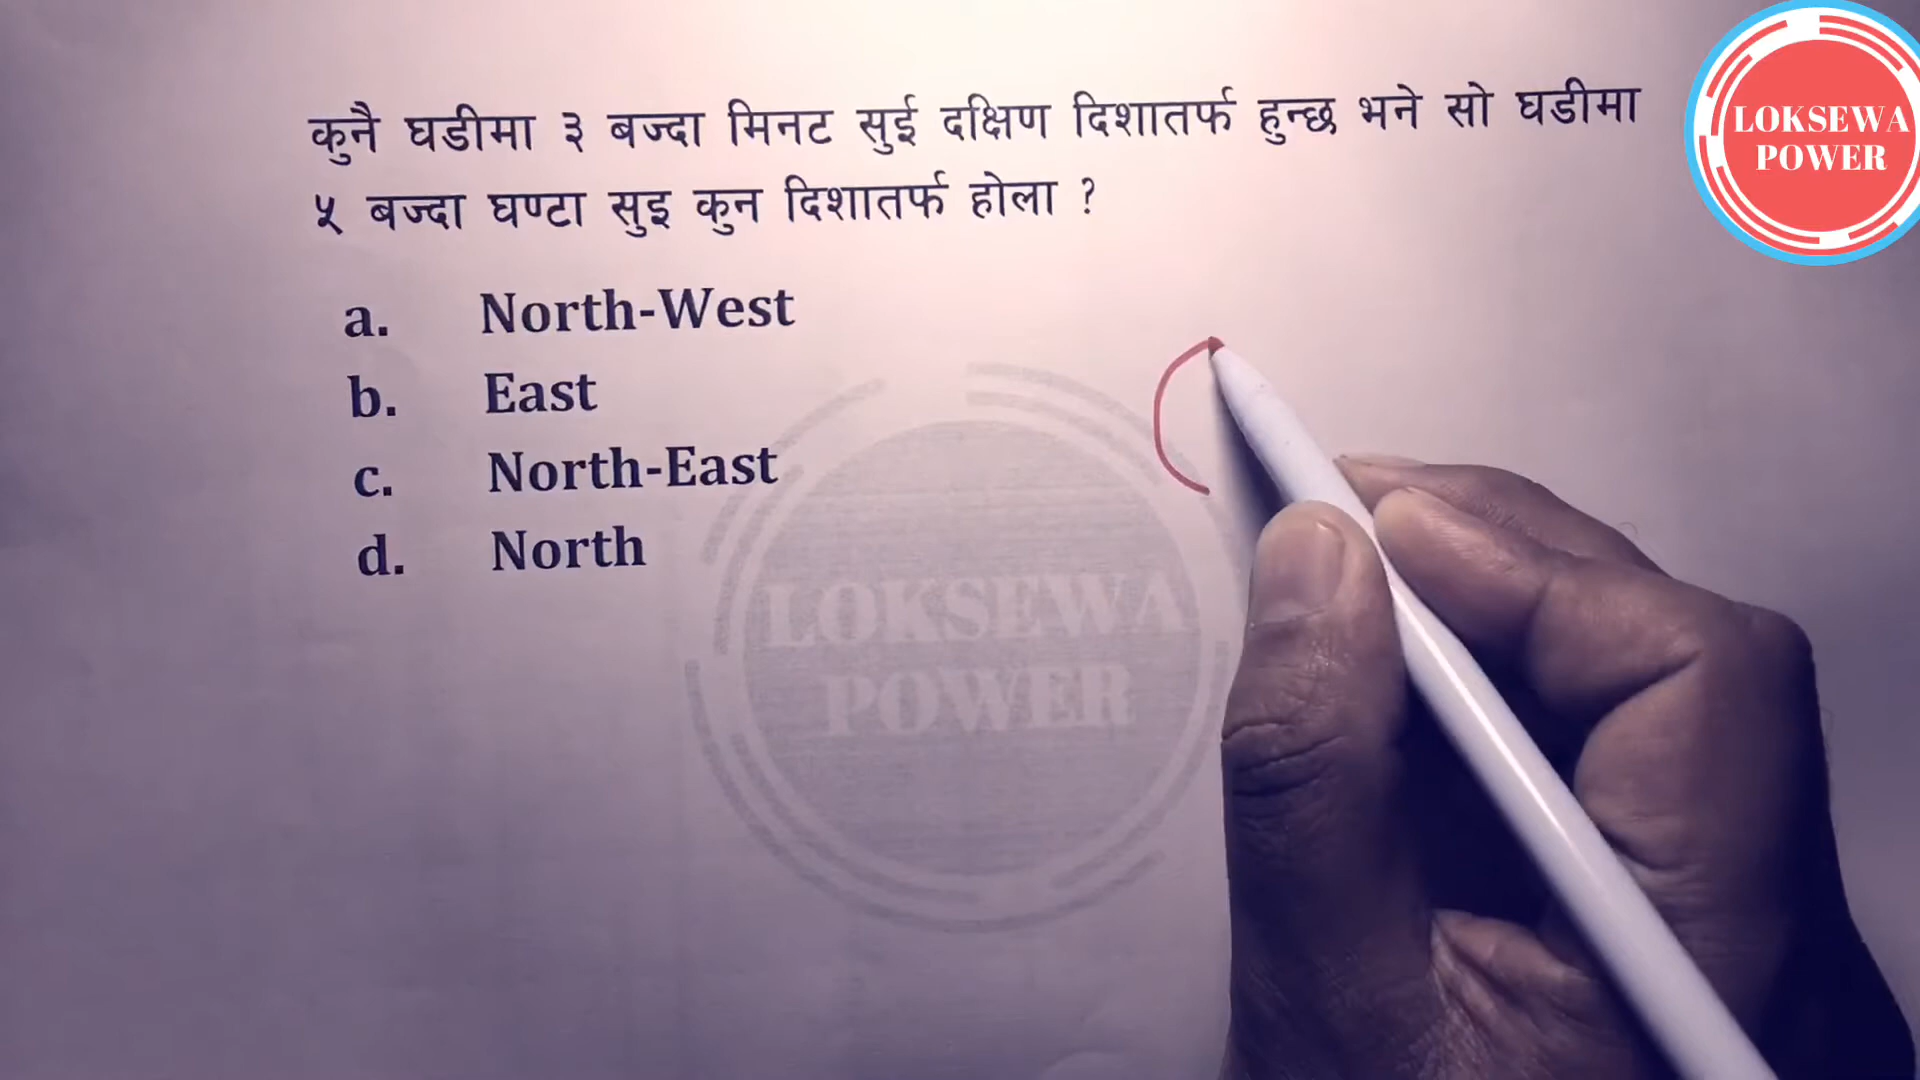 कुनै घडीमा ३ बज्दा मिनट सुई दक्षिण दिशातर्फ हुन्छ भने सो घडीमा
५ बज्दा घण्टा सुइ कुन दिशातर्फ होला ?
a. North-West
b. East
c. North-East
d. North
LOKSEWA
POWER
LOKSEWA
POWER